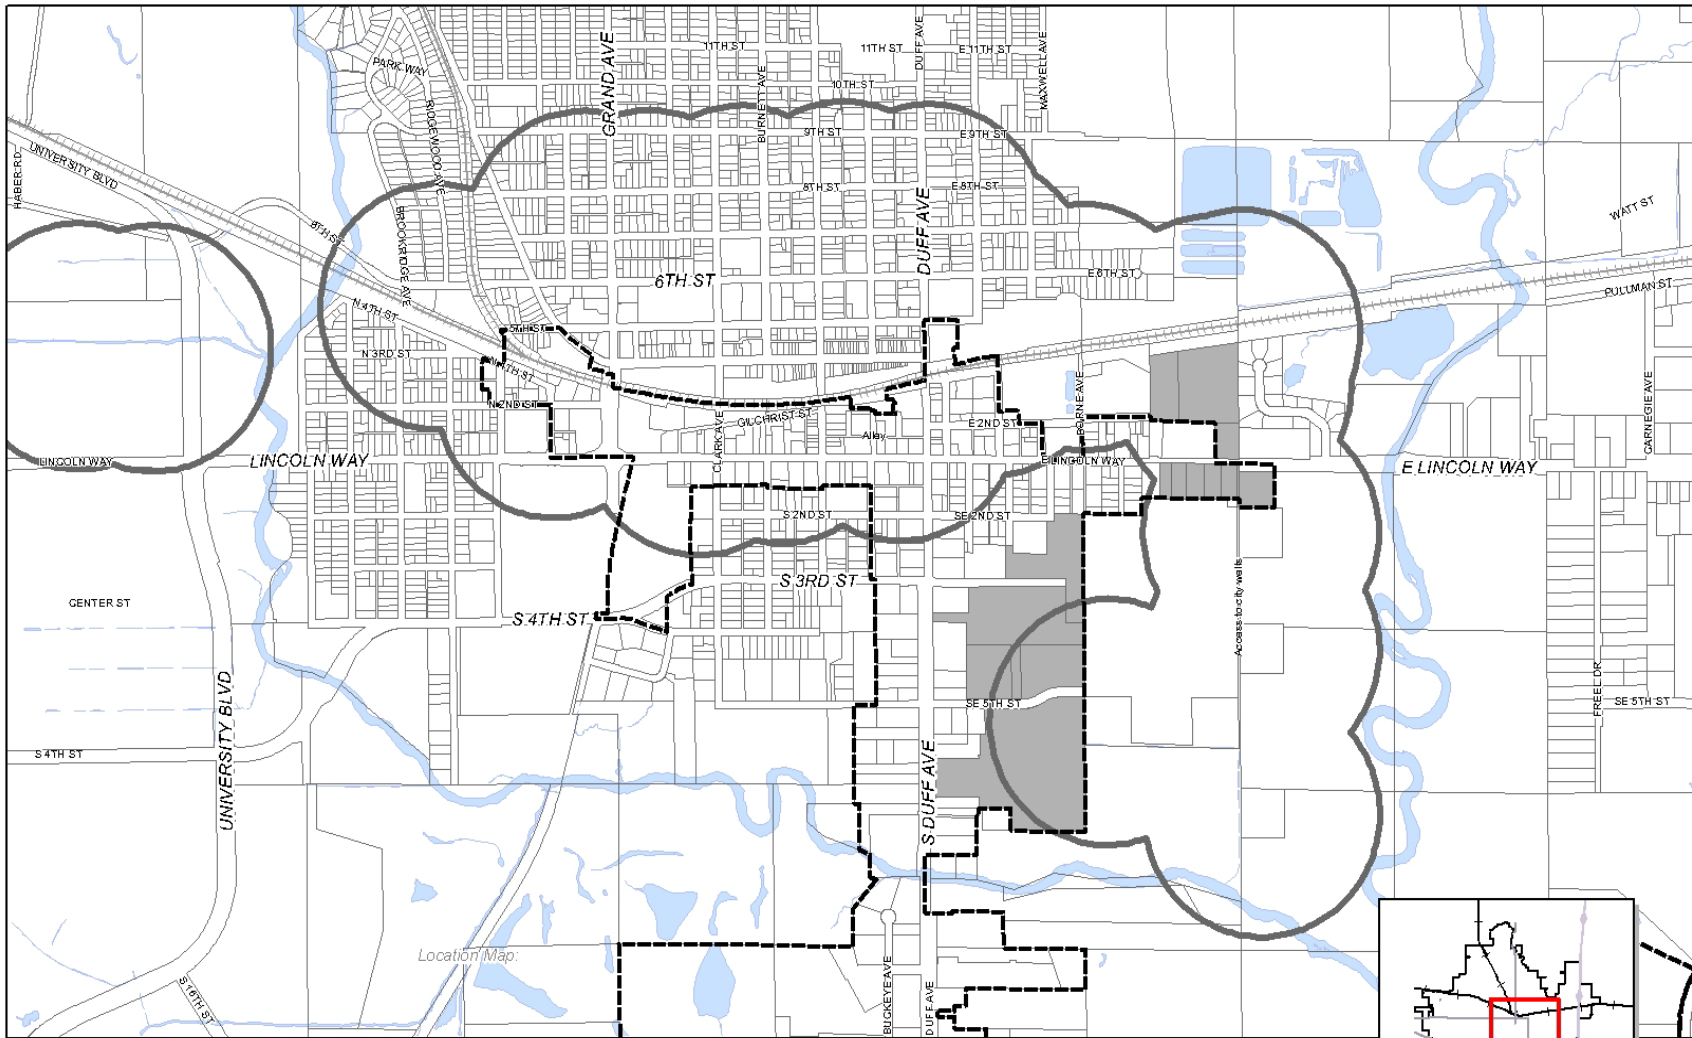 11TH ST
11TH ST
E 11TH ST
DUFF AVE
GRAND AVE
PARK WAY
BURNETT AVE
MAXWELL AVE
10TH ST
RIDGEWOOD AVE
9TH ST
E 9TH ST
HABER RD
UNIVERSITY BLVD
8TH ST
E 8TH ST
DUFF AVE
WATT ST
BROOKRIDGE AVE
8TH ST
6TH ST
E 6TH ST
PULLMAN ST
N 4TH ST
5TH ST
N 3RD ST
N 4TH ST
N 2ND ST
GILCHRIST ST
CLARK AVE
Alley
E 2ND ST
BORNE AVE
CARNEGIE AVE
LINCOLN WAY
LINCOLN WAY
E LINCOLN WAY
E LINCOLN WAY
S 2ND ST
SE 2ND ST
S 3RD ST
CENTER ST
S 4TH ST
Access to city wells
UNIVERSITY BLVD
SE 5TH ST
FREEL DR
SE 5TH ST
S 4TH ST
S DUFF AVE
Location Map:
S 16TH ST
BUCKEYE AVE
DUFF AVE